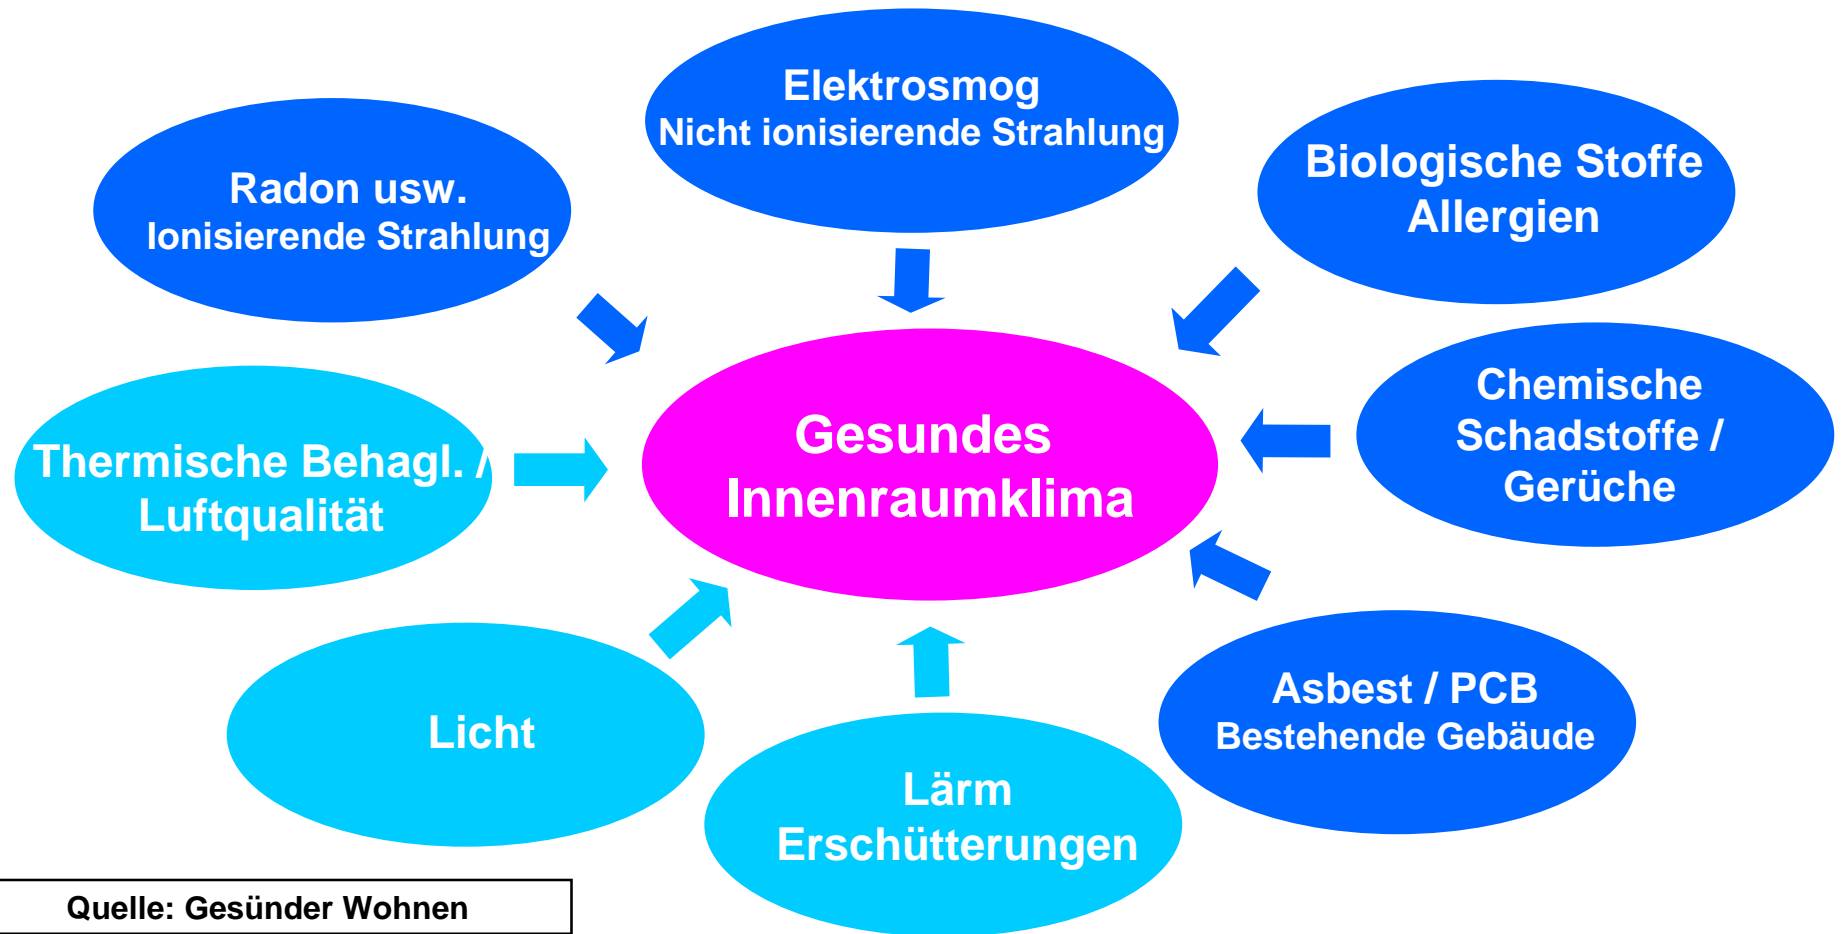 Elektrosmog
Nicht ionisierende Strahlung
Radon usw.
Ionisierende Strahlung
Biologische Stoffe
Allergien
Thermische Behagl. /
Luftqualität
Gesundes
Innenraumklima
Chemische
Schadstoffe /
Gerüche
Licht
Lärm
Erschütterungen
Asbest / PCB
Bestehende Gebäude
Quelle: Gesünder Wohnen